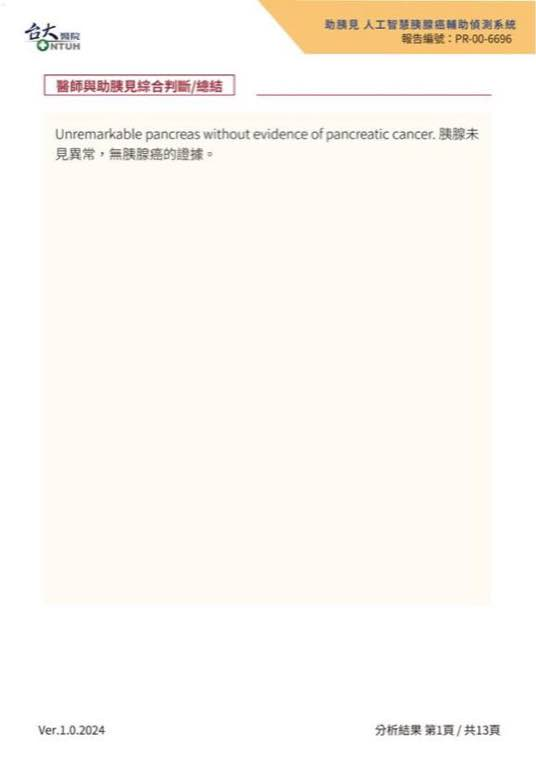 台大醫院
NTUH
助胰見 人工智慧胰腺癌輔助偵測系統
報告編號：PR-00-6696
醫師與助胰見綜合判斷/總結
Unremarkable pancreas without evidence of pancreatic cancer. 胰腺未
見異常，無胰腺癌的證據。
Ver.1.0.2024
分析結果 第1頁 / 共13頁